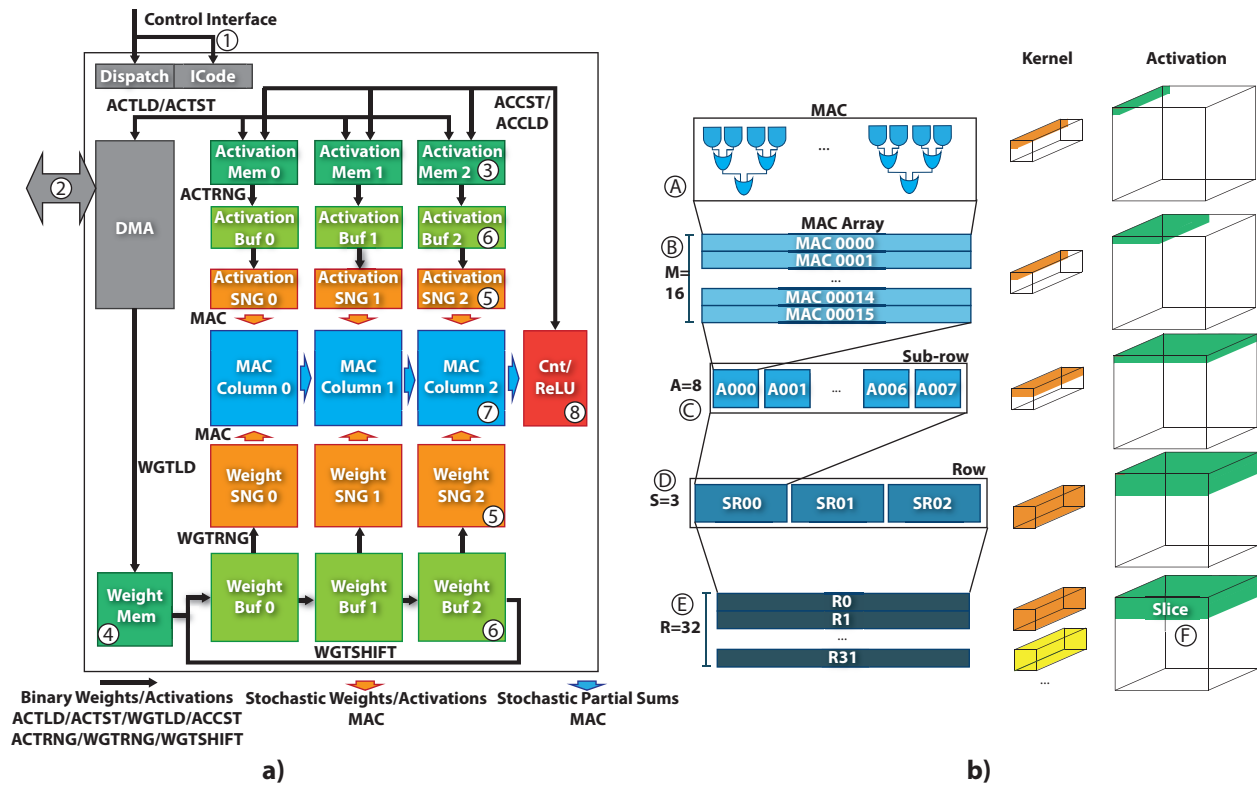 Control Interface
①
Dispatch
ICode
ACTLD/ACTST
ACCST/
ACCLD
②
DMA
Activation
Mem 0
Activation
Mem 1
Activation
Mem 2
③
ACTRNG
Activation
Buf 0
Activation
Buf 1
Activation
Buf 2
⑥
Activation
SNG 0
Activation
SNG 1
Activation
SNG 2
⑤
MAC
MAC
Column 0
MAC
Column 1
MAC
Column 2
⑦
Cnt/
ReLU
⑧
MAC
WGTLD
Weight
SNG 0
Weight
SNG 1
Weight
SNG 2
⑤
WGTRNG
Weight
Mem
④
Weight
Buf 0
Weight
Buf 1
Weight
Buf 2
⑥
WGTSHIFT
Binary Weights/Activations
ACTLD/ACTST/WGTLD/ACCST
ACTRNG/WGTRNG/WGTSHIFT
Stochastic Weights/Activations
MAC
Stochastic Partial Sums
MAC
a)
Kernel
Activation
MAC
...
Ⓐ
MAC Array
Ⓑ
M=
16
MAC 0000
MAC 0001
...
MAC 00014
MAC 00015
Sub-row
A=8
Ⓒ
A000
A001
...
A006
A007
Row
Ⓓ
S=3
SR00
SR01
SR02
Ⓔ
R=32
R0
R1
...
R31
...
Slice
Ⓕ
b)